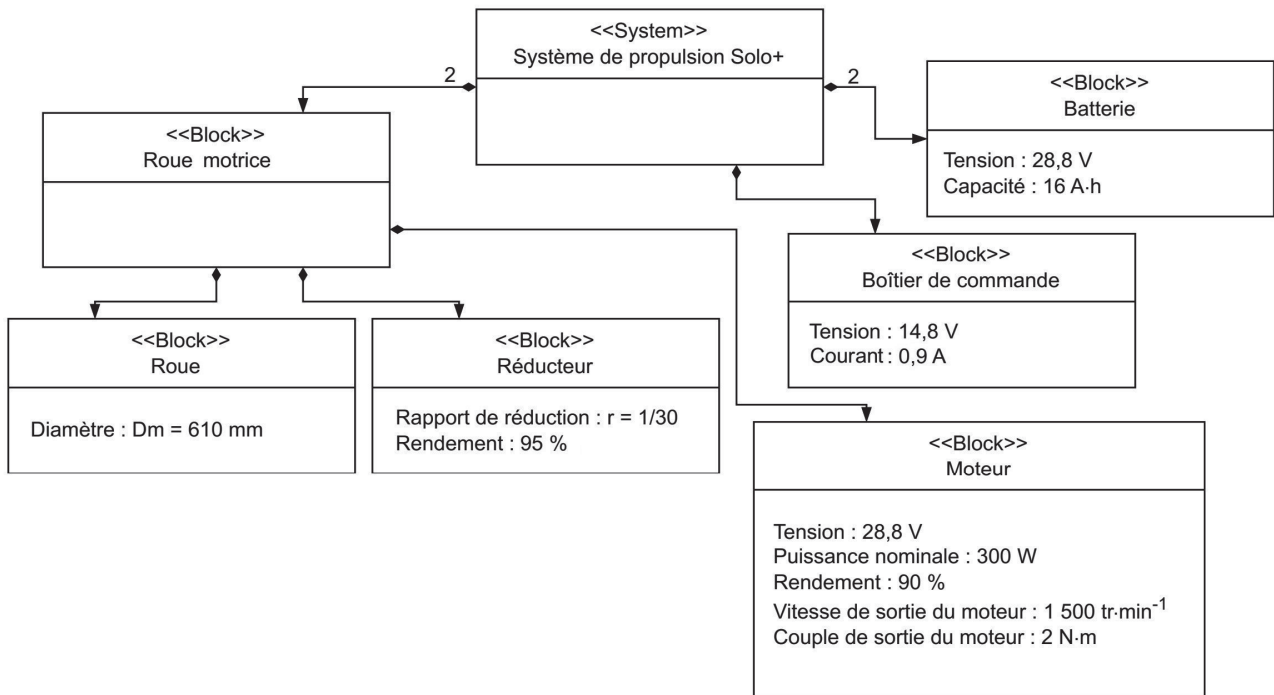 <<System>>
Système de propulsion Solo+
2
2
<<Block>>
Batterie
Tension : 28,8 V
Capacité : 16 A·h
<<Block>>
Roue motrice
<<Block>>
Boîtier de commande
Tension : 14,8 V
Courant : 0,9 A
<<Block>>
Roue
Diamètre : Dm = 610 mm
<<Block>>
Réducteur
Rapport de réduction : r = 1/30
Rendement : 95 %
<<Block>>
Moteur
Tension : 28,8 V
Puissance nominale : 300 W
Rendement : 90 %
Vitesse de sortie du moteur : 1 500 tr·min⁻¹
Couple de sortie du moteur : 2 N·m